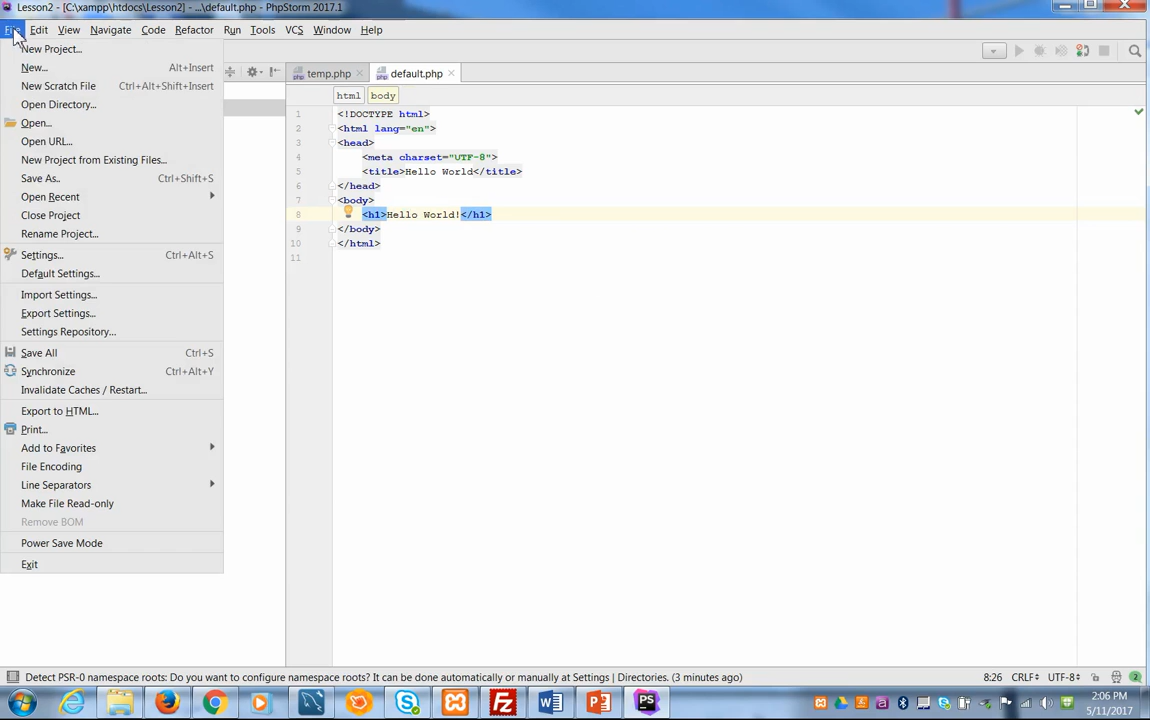 Lesson2 - [C:\xampp\htdocs\Lesson2] - ...\default.php - PhpStorm 2017.1
File Edit View Navigate Code Refactor Run Tools VCS Window Help
New Project...
New... Alt+Insert
New Scratch File Ctrl+Alt+Shift+Insert
Open Directory...
Open...
Open URL...
New Project from Existing Files...
Save As.. Ctrl+Shift+S
Open Recent
Close Project
Rename Project...
Settings... Ctrl+Alt+S
Default Settings...
Import Settings...
Export Settings...
Settings Repository...
Save All Ctrl+S
Synchronize Ctrl+Alt+Y
Invalidate Caches / Restart...
Export to HTML...
Print...
Add to Favorites
File Encoding
Line Separators
Make File Read-only
Remove BOM
Power Save Mode
Exit
temp.php default.php
html body
1 <!DOCTYPE html>
2 <html lang="en">
3 <head>
4 <meta charset="UTF-8">
5 <title>Hello World</title>
6 </head>
7 <body>
8 <h1>Hello World!</h1>
9 </body>
10 </html>
11
Detect PSR-0 namespace roots: Do you want to configure namespace roots? It can be done automatically or manually at Settings | Directories. (3 minutes ago) 8:26 CRLF÷ UTF-8÷ 2
2:06 PM
5/11/2017